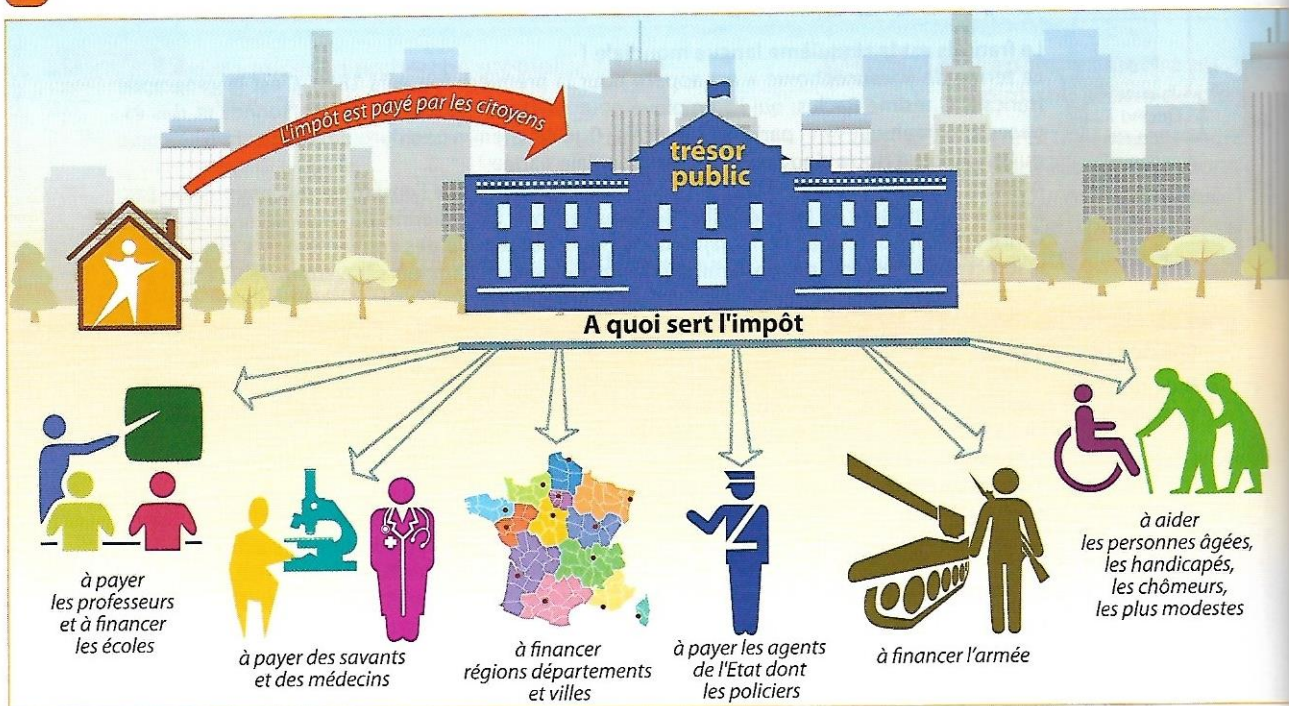 L'impôt est payé par les citoyens
trésor
public
A quoi sert l'impôt
à payer
les professeurs
et à financer
les écoles
à payer des savants
et des médecins
à financer
régions départements
et villes
à payer les agents
de l'Etat dont
les policiers
à financer l'armée
à aider
les personnes âgées,
les handicapés,
les chômeurs,
les plus modestes